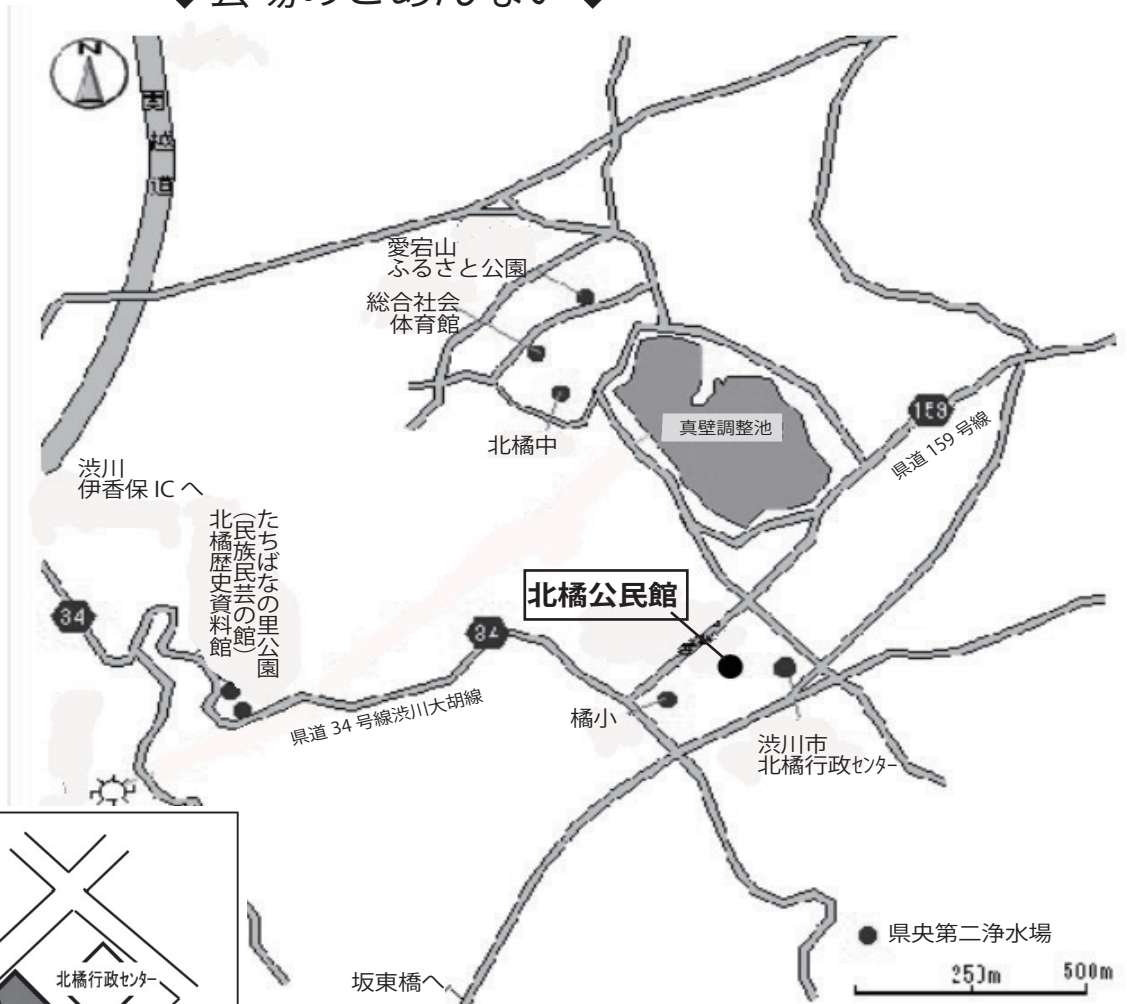 ◆ 会場のごあんない ◆
N
上
越
道
愛宕山
ふるさと公園
総合社会
体育館
北橘中
真壁調整池
159
県道 159 号線
渋川
伊香保 IC へ
たちばなの里公園
(民族民芸の館)
北橘歴史資料館
34
34
県道 34 号線渋川大胡線
北橘公民館
橘小
渋川市
北橘行政センター
北橘行政センター
坂東橋へ
県央第二浄水場
250m
500m